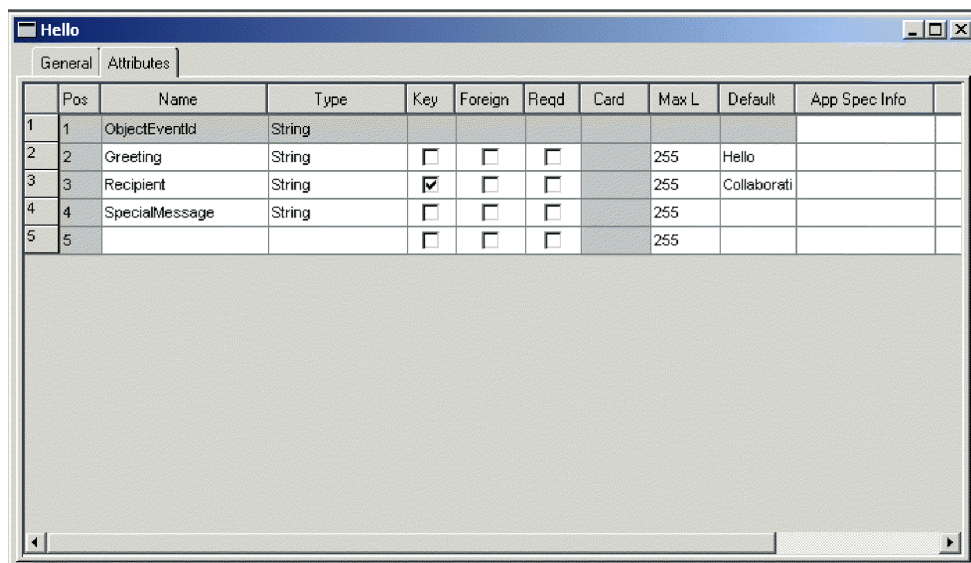 Hello
General Attributes
Pos Name Type Key Foreign Reqd Card Max L Default App Spec Info
1 1 ObjectEventId String
2 2 Greeting String 255 Hello
3 3 Recipient String 255 Collaborati
4 4 SpecialMessage String 255
5 5 255